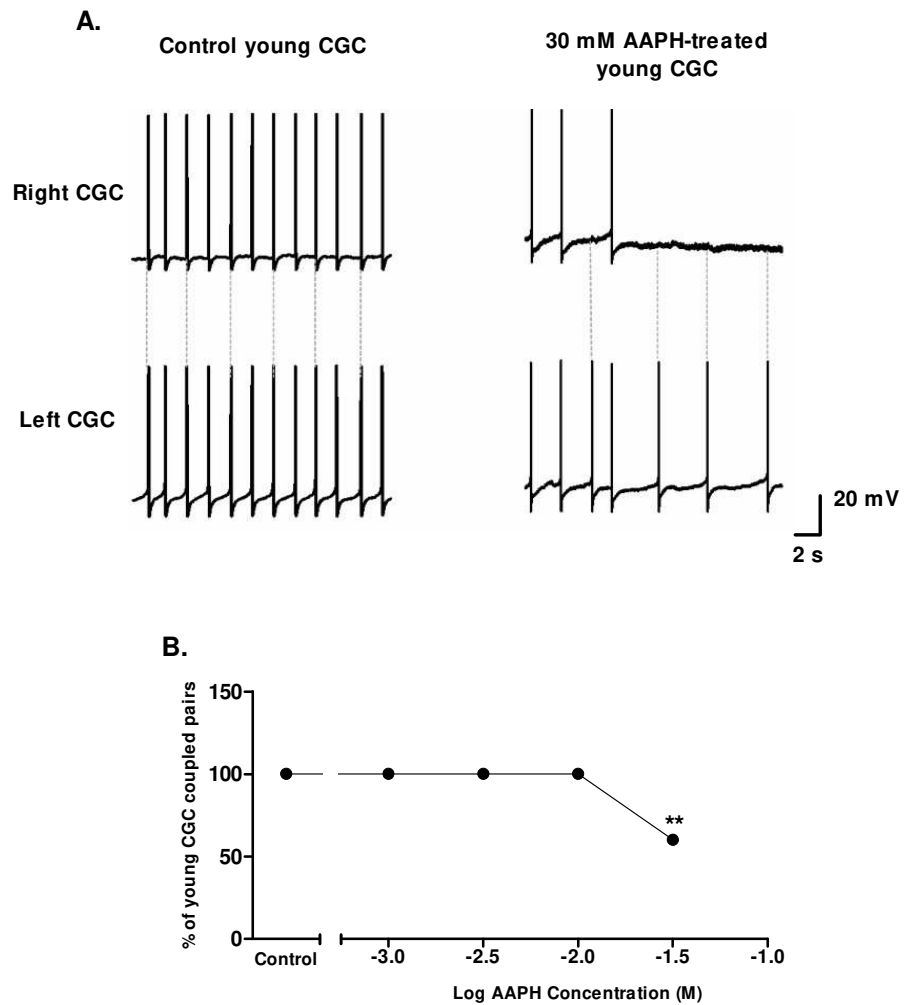 A.
Control young CGC
30 mM AAPH-treated
young CGC
Right CGC
Left CGC
20 mV
2 s
B.
% of young CGC coupled pairs
150
100
50
0
**
Control
-3.0
-2.5
-2.0
-1.5
-1.0
Log AAPH Concentration (M)